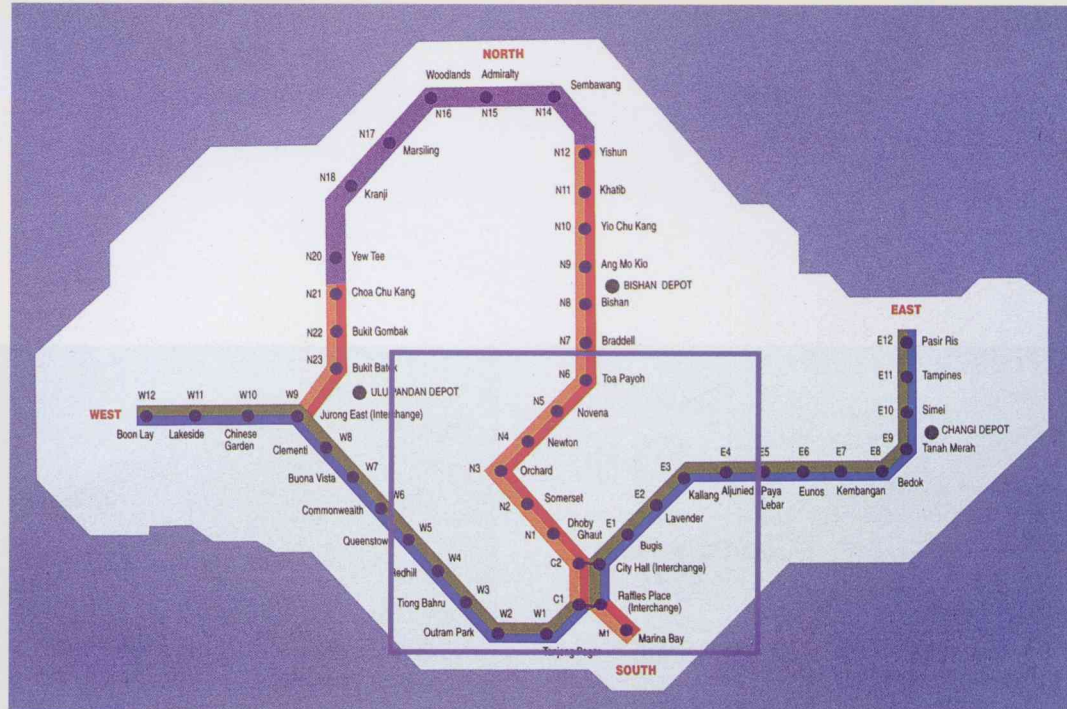 NORTH
Woodlands
Admiralty
Sembawang
N16
N15
N14
N17
Marsiling
N12
Yishun
N18
Kranji
N11
Khatib
N10
Yio Chu Kang
N20
Yew Tee
N9
Ang Mo Kio
BISHAN DEPOT
N21
Choa Chu Kang
N8
Bishan
EAST
N22
Bukit Gombak
N7
Braddell
E12
Pasir Ris
N23
Bukit Batok
N6
Toa Payoh
E11
Tampines
ULU PANDAN DEPOT
W12
W11
W10
W9
N5
Novena
E10
Simei
WEST
Jurong East (Interchange)
CHANGI DEPOT
Boon Lay
Lakeside
Chinese
Garden
Clementi
W8
N4
Newton
E9
Tanah Merah
Buona Vista
W7
N3
Orchard
E3
E4
E5
E6
E7
E8
Kallang
Aljunied
Paya
Lebar
Eunos
Kembangan
Bedok
Commonwealth
W6
N2
Somerset
E2
Lavender
Queenstow
W5
N1
Dhoby
Ghaut
E1
Bugis
Redhill
W4
C2
City Hall (Interchange)
Tiong Bahru
W3
C1
Raffles Place
(Interchange)
Outram Park
W2
W1
M1
Marina Bay
Tanjong Pagar
SOUTH